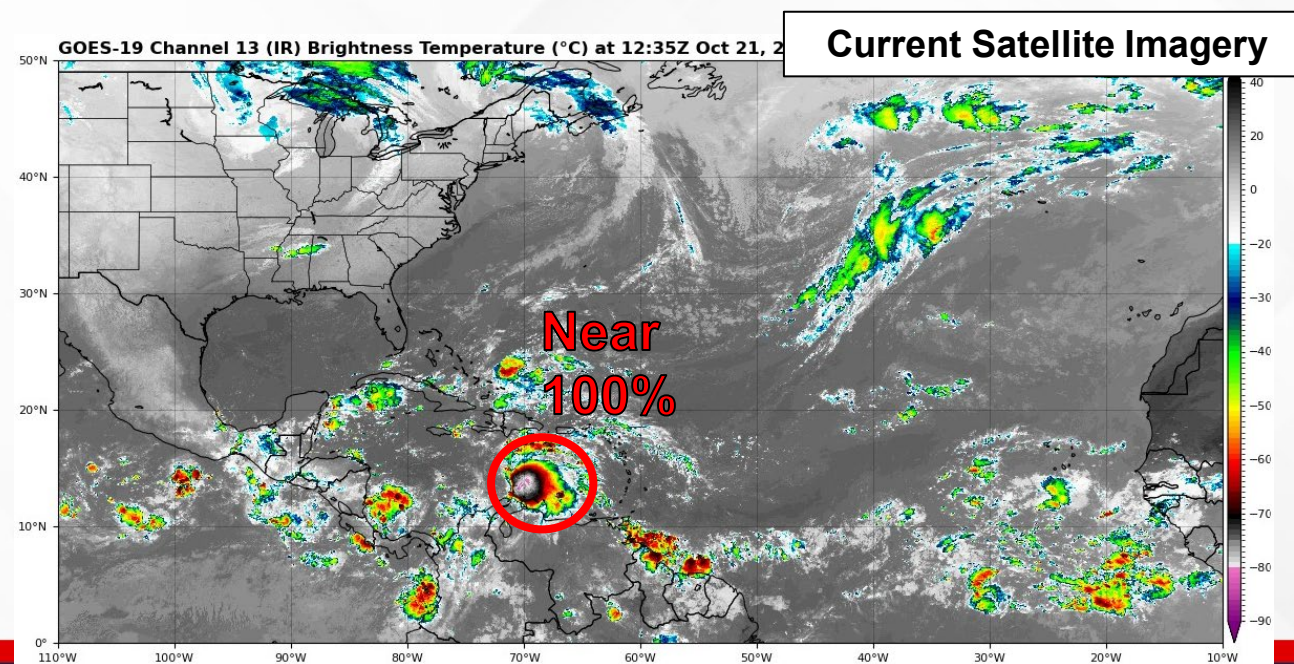 Current Satellite Imagery
GOES-19 Channel 13 (IR) Brightness Temperature (°C) at 12:35Z Oct 21, 2
50°N
40°N
30°N
20°N
10°N
0°
110°W 100°W 90°W 80°W 70°W 60°W 50°W 40°W 30°W 20°W 10°W
40
20
0
−20
−30
−40
−50
−60
−70
−80
−90
Near
100%